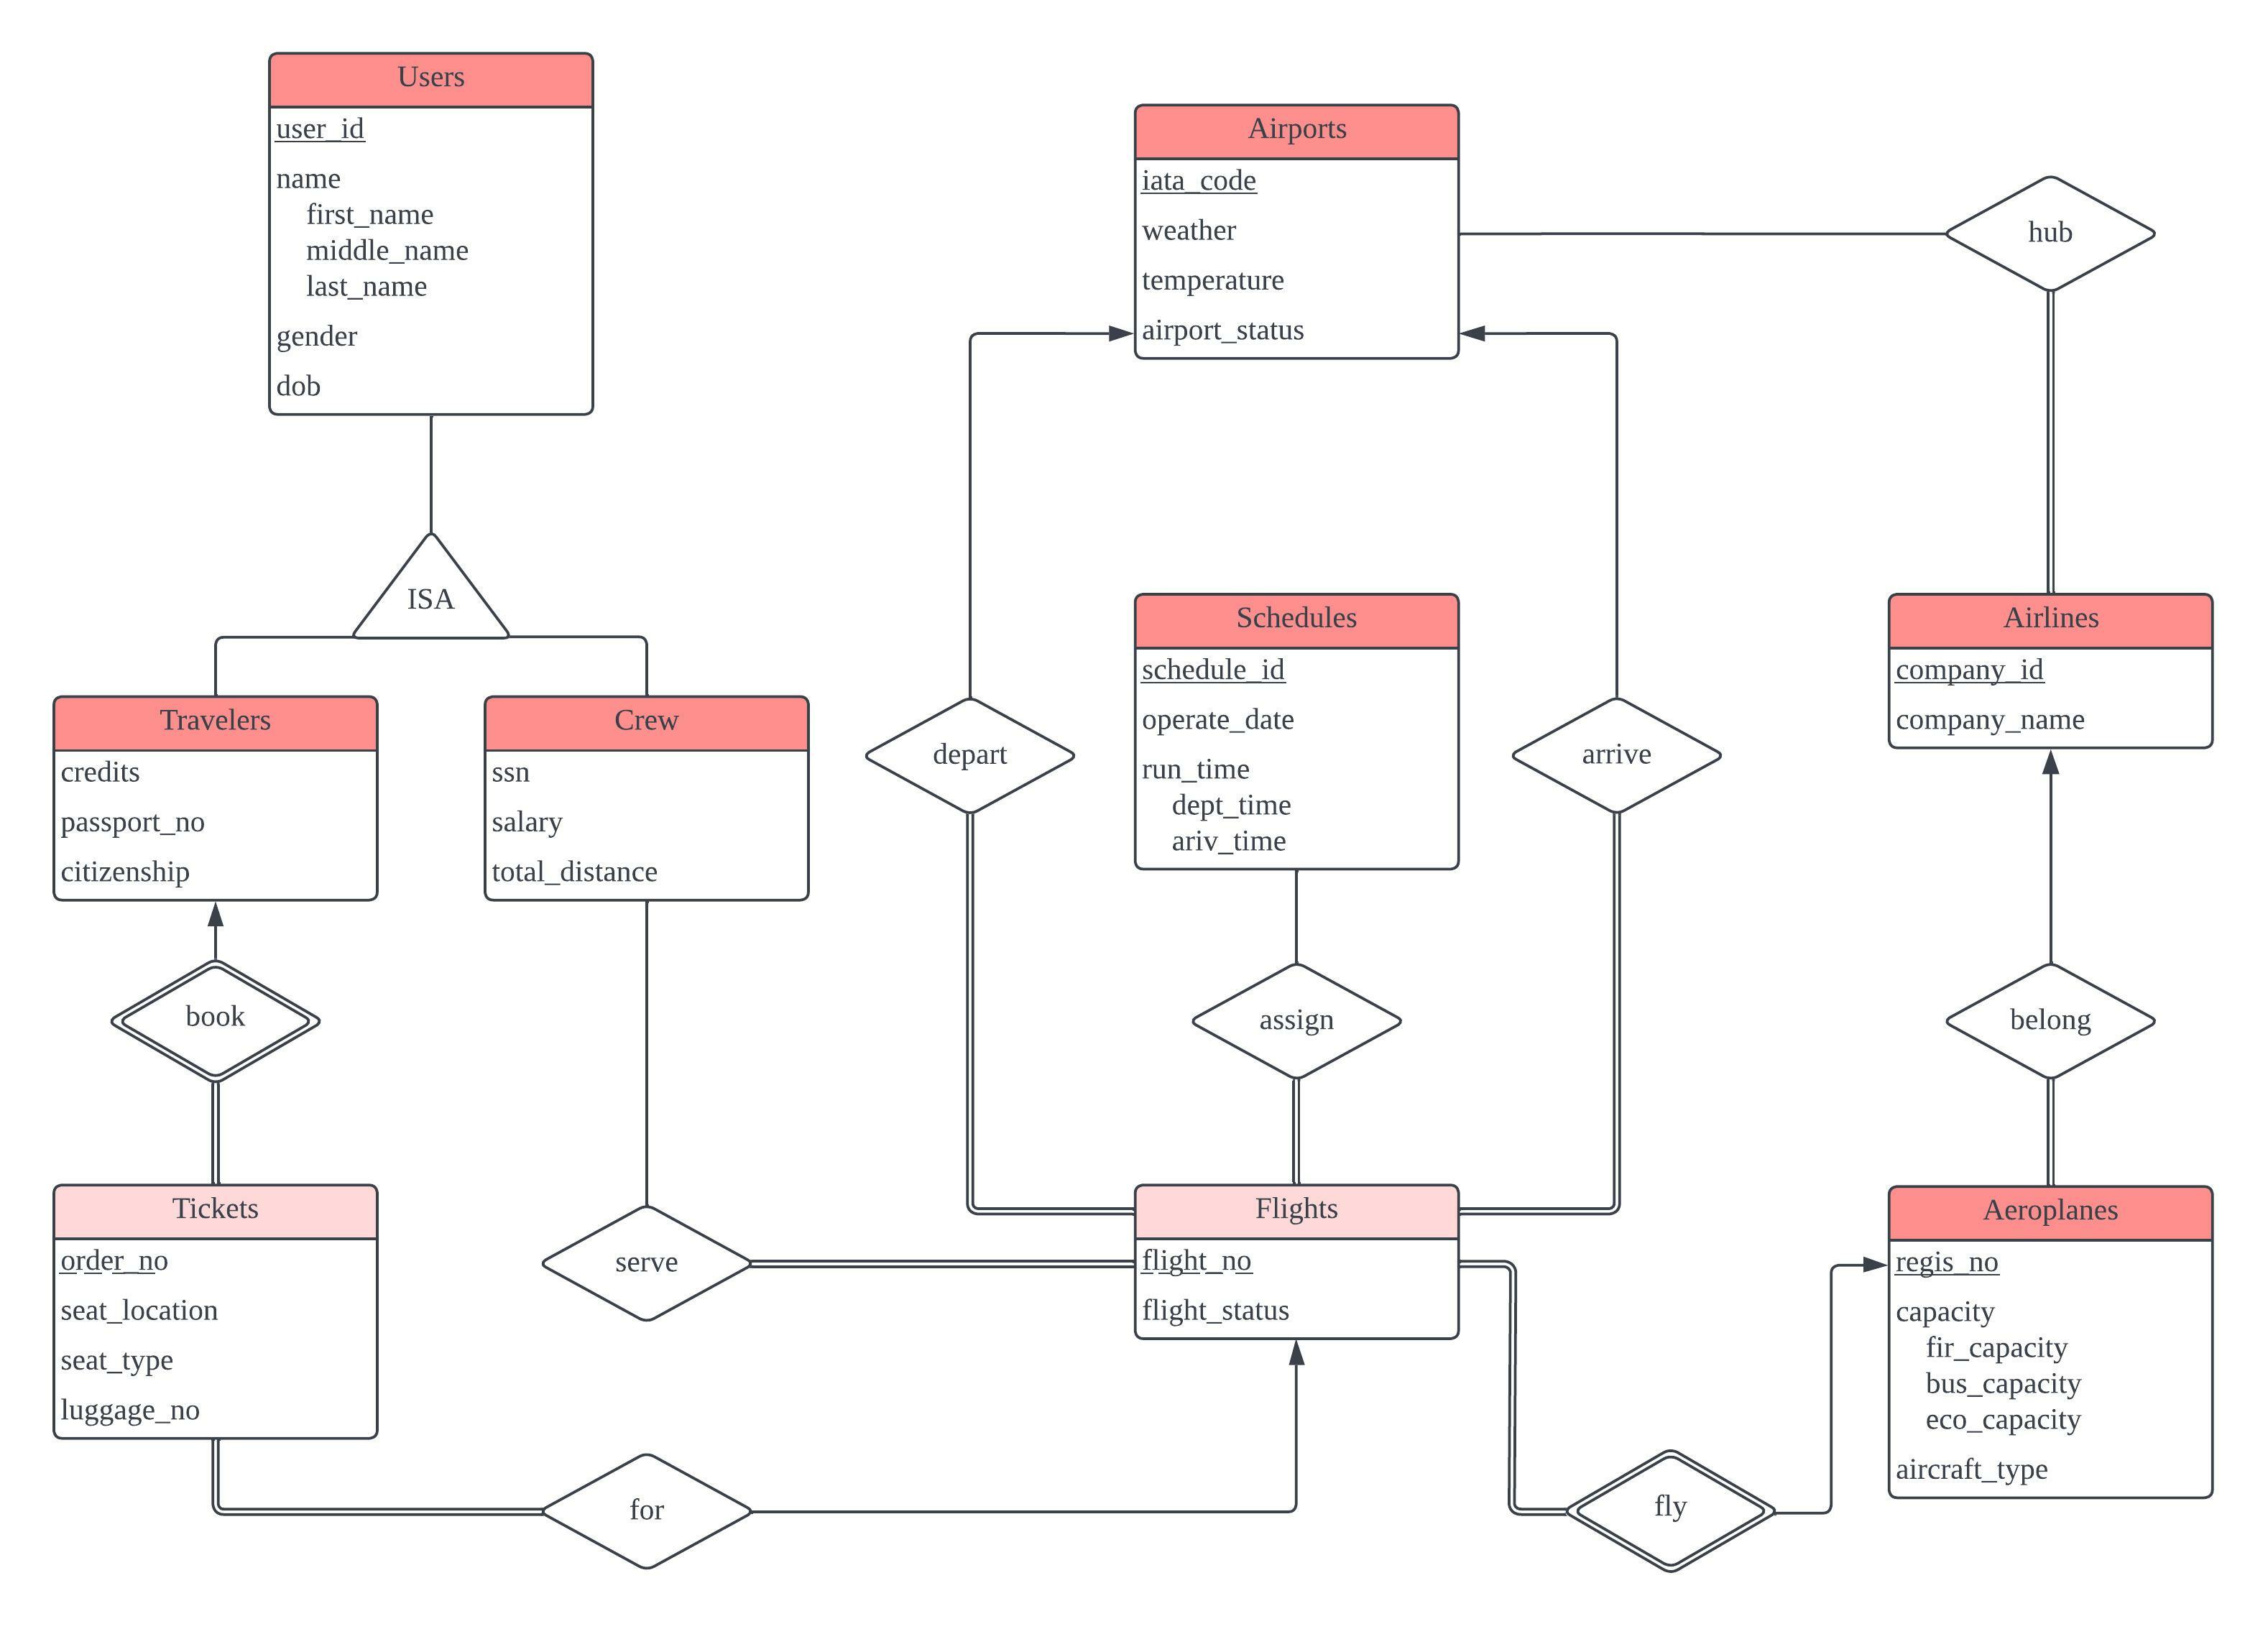 Users
user_id
name
first_name
middle_name
last_name
gender
dob
ISA
Travelers
credits
passport_no
citizenship
Crew
ssn
salary
total_distance
book
Tickets
order_no
seat_location
seat_type
luggage_no
serve
for
Airports
iata_code
weather
temperature
airport_status
depart
Schedules
schedule_id
operate_date
run_time
dept_time
ariv_time
arrive
assign
Flights
flight_no
flight_status
hub
Airlines
company_id
company_name
belong
Aeroplanes
regis_no
capacity
fir_capacity
bus_capacity
eco_capacity
aircraft_type
fly